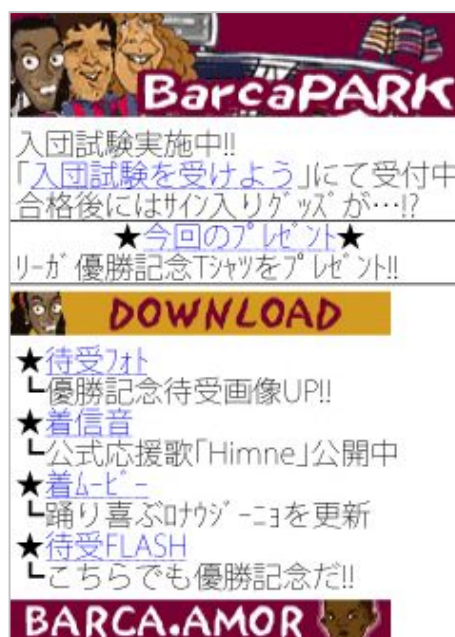 BarcaPARK
入団試験実施中!!
「入団試験を受けよう」にて受付中
合格後にはｻｲﾝ入りｸﾞｯｽﾞが…!?
★今回のﾌﾟﾚｾﾞﾝﾄ★
ﾘｰｶﾞ優勝記念Tｼｬﾂをﾌﾟﾚｾﾞﾝﾄ!!
DOWNLOAD
★待受ﾌｫﾄ
┗優勝記念待受画像UP!!
★着信音
┗公式応援歌｢Himne｣公開中
★着ﾑｰﾋﾞｰ
┗踊り喜ぶﾛﾅｳｼﾞｰﾆｮを更新
★待受FLASH
┗こちらでも優勝記念だ!!
BARCA.AMOR